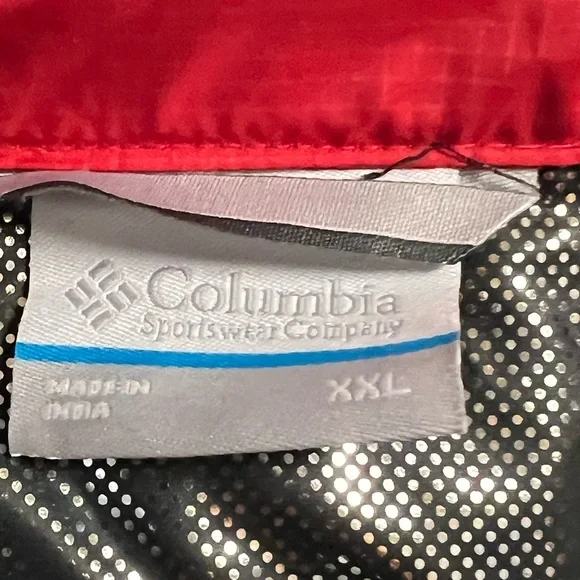 Columbia
Sportswear Company
MADE IN XXL
INDIA